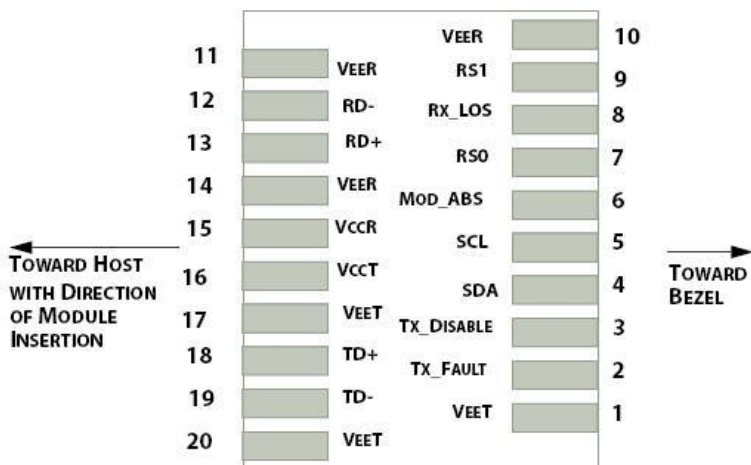 11 VEER
12 RD-
13 RD+
14 VEER
15 VCCR
16 VCCT
17 VEET
18 TD+
19 TD-
20 VEET
VEER 10
RS1 9
RX_LOS 8
RS0 7
MOD_ABS 6
SCL 5
SDA 4
TX_DISABLE 3
TX_FAULT 2
VEET 1
TOWARD HOST
WITH DIRECTION
OF MODULE
INSERTION
TOWARD
BEZEL